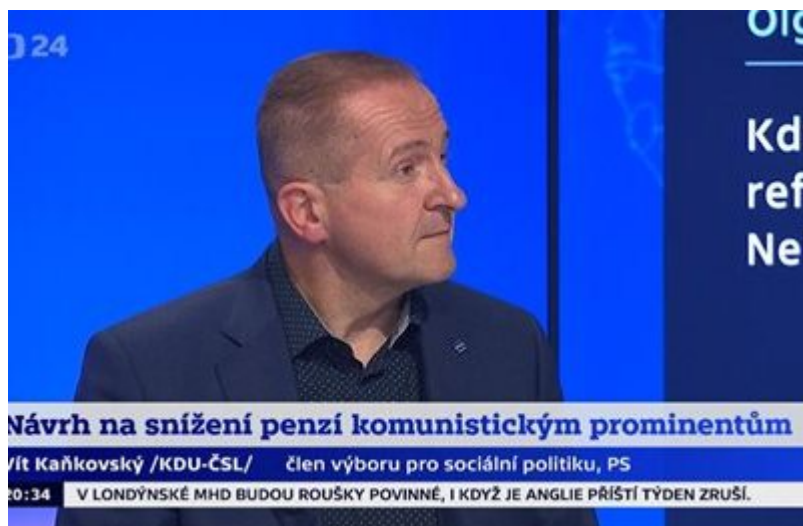 24
Olg
Kd
ref
Ne
Návrh na snížení penzí komunistickým prominentům
Vít Kaňkovský /KDU-ČSL/ člen výboru pro sociální politiku, PS
20:34 V LONDÝNSKÉ MHD BUDOU ROUŠKY POVINNÉ, I KDYŽ JE ANGLIE PŘÍŠTÍ TÝDEN ZRUŠÍ.